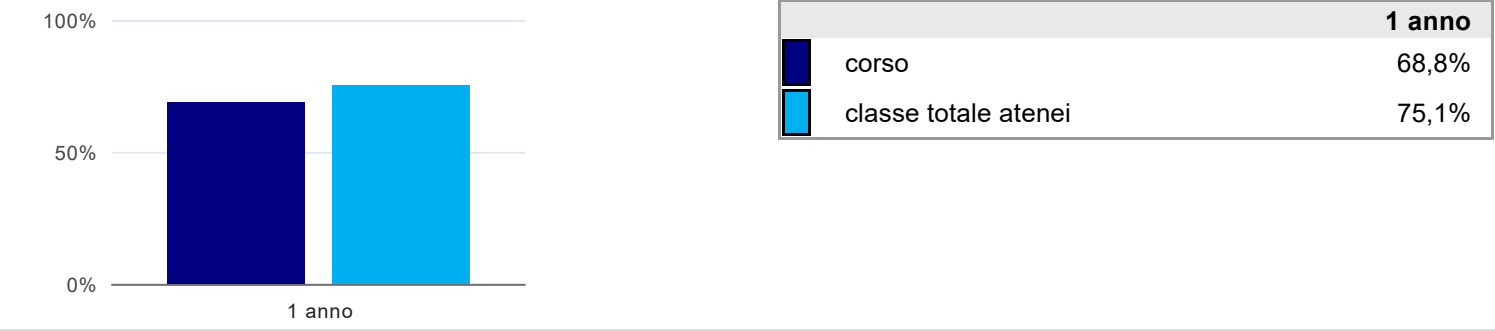 100%
50%
0%
1 anno
1 anno
corso 68,8%
classe totale atenei 75,1%